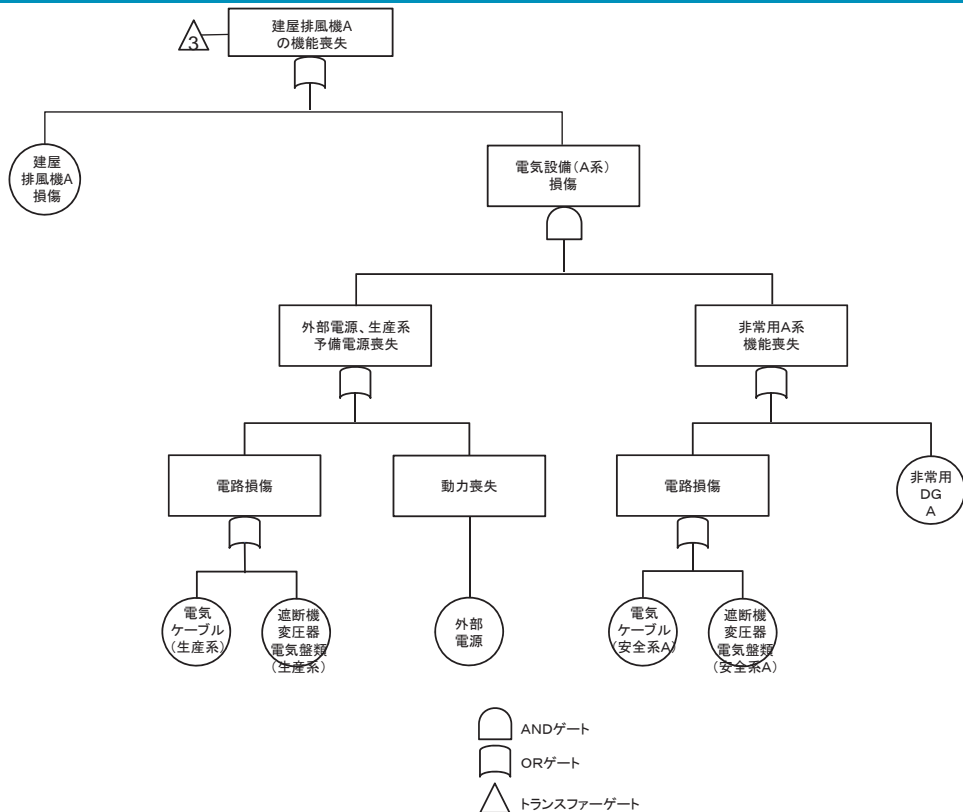 3
建屋排風機A
の機能喪失
建屋
排風機A
損傷
電気設備(A系)
損傷
外部電源、生産系
予備電源喪失
非常用A系
機能喪失
電路損傷
動力喪失
電路損傷
非常用
DG
A
電気
ケーブル
(生産系)
遮断機
変圧器
電気盤類
(生産系)
外部
電源
電気
ケーブル
(安全系A)
遮断機
変圧器
電気盤類
(安全系A)
ANDゲート
ORゲート
トランスファーゲート